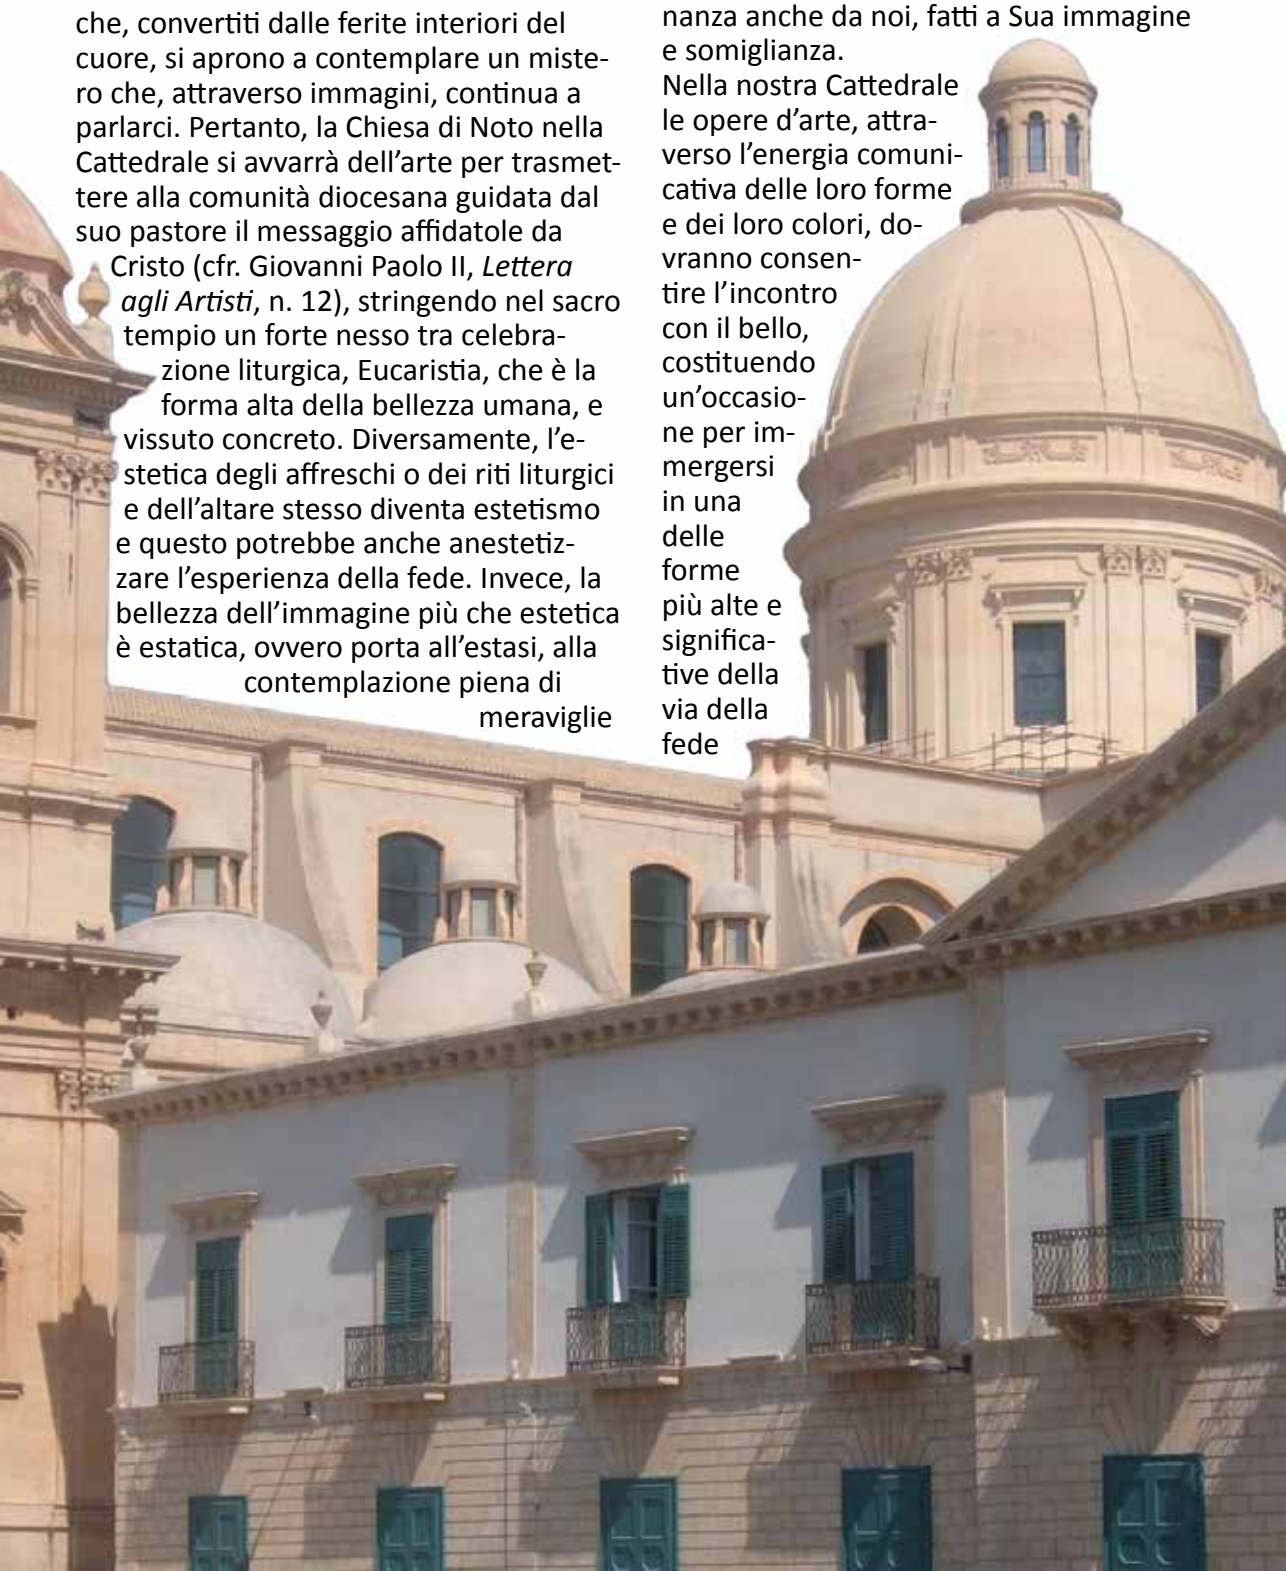 che, convertiti dalle ferite interiori del
cuore, si aprono a contemplare un miste-
ro che, attraverso immagini, continua a
parlarci. Pertanto, la Chiesa di Noto nella
Cattedrale si avvarrà dell'arte per trasmet-
tere alla comunità diocesana guidata dal
suo pastore il messaggio affidatole da
Cristo (cfr. Giovanni Paolo II, Lettera
agli Artisti, n. 12), stringendo nel sacro
tempio un forte nesso tra celebra-
zione liturgica, Eucaristia, che è la
forma alta della bellezza umana, e
vissuto concreto. Diversamente, l'e-
stetica degli affreschi o dei riti liturgici
e dell'altare stesso diventa estetismo
e questo potrebbe anche anestetiz-
zare l'esperienza della fede. Invece, la
bellezza dell'immagine più che estetica
è estatica, ovvero porta all'estasi, alla
contemplazione piena di
meraviglie
nanza anche da noi, fatti a Sua immagine
e somiglianza.
Nella nostra Cattedrale
le opere d'arte, attra-
verso l'energia comuni-
cativa delle loro forme
e dei loro colori, do-
vranno consen-
tire l'incontro
con il bello,
costituendo
un'occasio-
ne per im-
mergersi
in una
delle
forme
più alte e
significa-
tive della
via della
fede